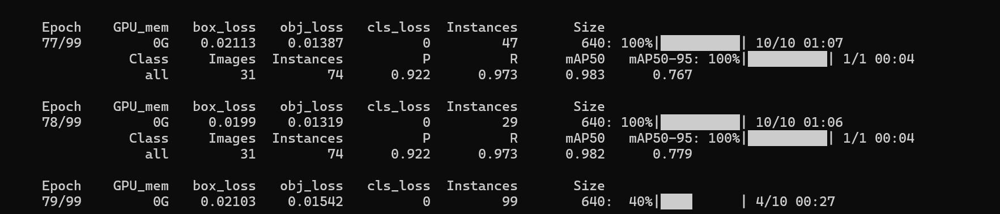 Epoch GPU_mem box_loss obj_loss cls_loss Instances Size
77/99 0G 0.02113 0.01387 0 47 640: 100%|██████████| 10/10 01:07
Class Images Instances P R mAP50 mAP50-95: 100%|██████████| 1/1 00:04
all 31 74 0.922 0.973 0.983 0.767
Epoch GPU_mem box_loss obj_loss cls_loss Instances Size
78/99 0G 0.0199 0.01319 0 29 640: 100%|██████████| 10/10 01:06
Class Images Instances P R mAP50 mAP50-95: 100%|██████████| 1/1 00:04
all 31 74 0.922 0.973 0.982 0.779
Epoch GPU_mem box_loss obj_loss cls_loss Instances Size
79/99 0G 0.02103 0.01542 0 99 640: 40%|████      | 4/10 00:27